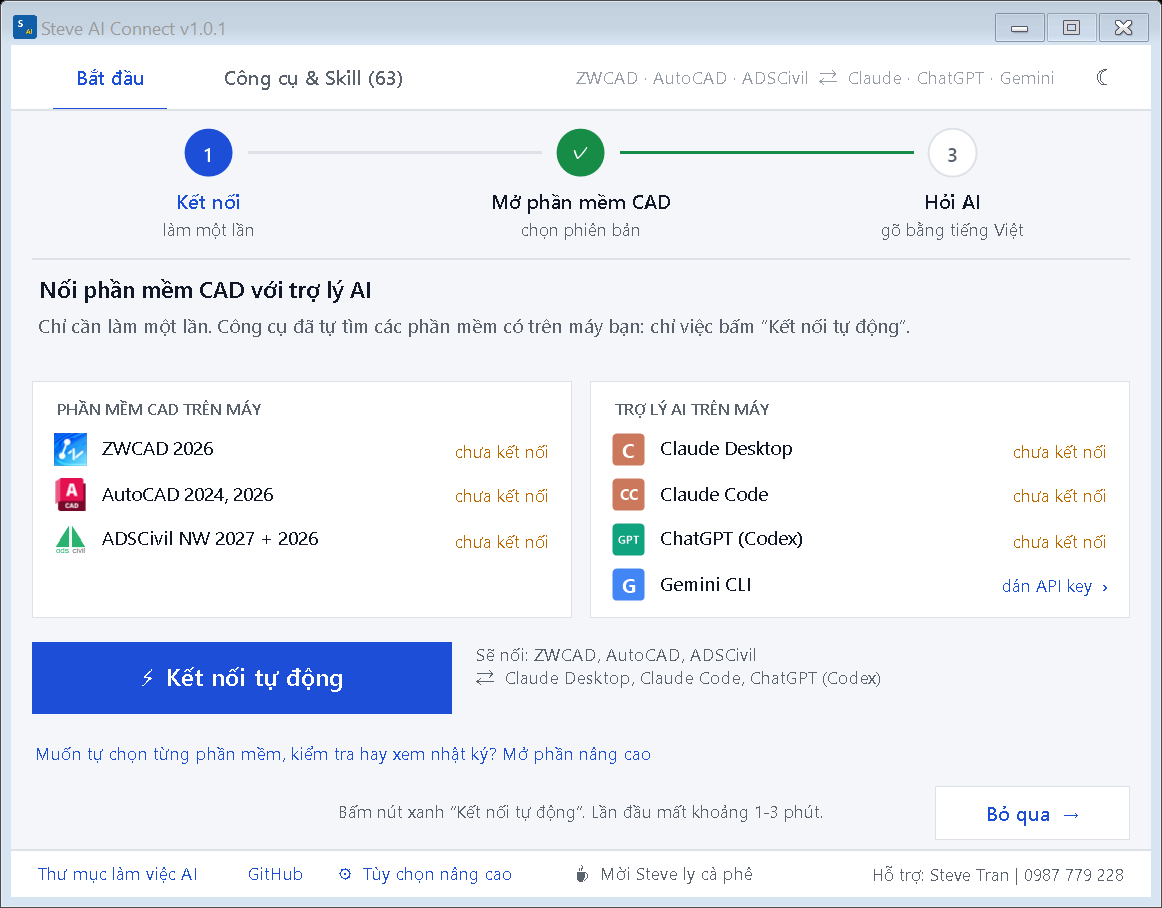 S AI Steve AI Connect v1.0.1
Bắt đầu Công cụ & Skill (63) ZWCAD · AutoCAD · ADSCivil ⇄ Claude · ChatGPT · Gemini
1 ✓ 3
Kết nối Mở phần mềm CAD Hỏi AI
làm một lần chọn phiên bản gõ bằng tiếng Việt
Nối phần mềm CAD với trợ lý AI
Chỉ cần làm một lần. Công cụ đã tự tìm các phần mềm có trên máy bạn: chỉ việc bấm “Kết nối tự động”.
PHẦN MỀM CAD TRÊN MÁY
ZWCAD 2026 chưa kết nối
A CAD AutoCAD 2024, 2026 chưa kết nối
ads civil ADSCivil NW 2027 + 2026 chưa kết nối
TRỢ LÝ AI TRÊN MÁY
C Claude Desktop chưa kết nối
CC Claude Code chưa kết nối
GPT ChatGPT (Codex) chưa kết nối
G Gemini CLI dán API key ›
⚡ Kết nối tự động
Sẽ nối: ZWCAD, AutoCAD, ADSCivil
⇄ Claude Desktop, Claude Code, ChatGPT (Codex)
Muốn tự chọn từng phần mềm, kiểm tra hay xem nhật ký? Mở phần nâng cao
Bấm nút xanh “Kết nối tự động”. Lần đầu mất khoảng 1-3 phút.
Bỏ qua →
Thư mục làm việc AI GitHub ⚙ Tùy chọn nâng cao Mời Steve ly cà phê Hỗ trợ: Steve Tran | 0987 779 228